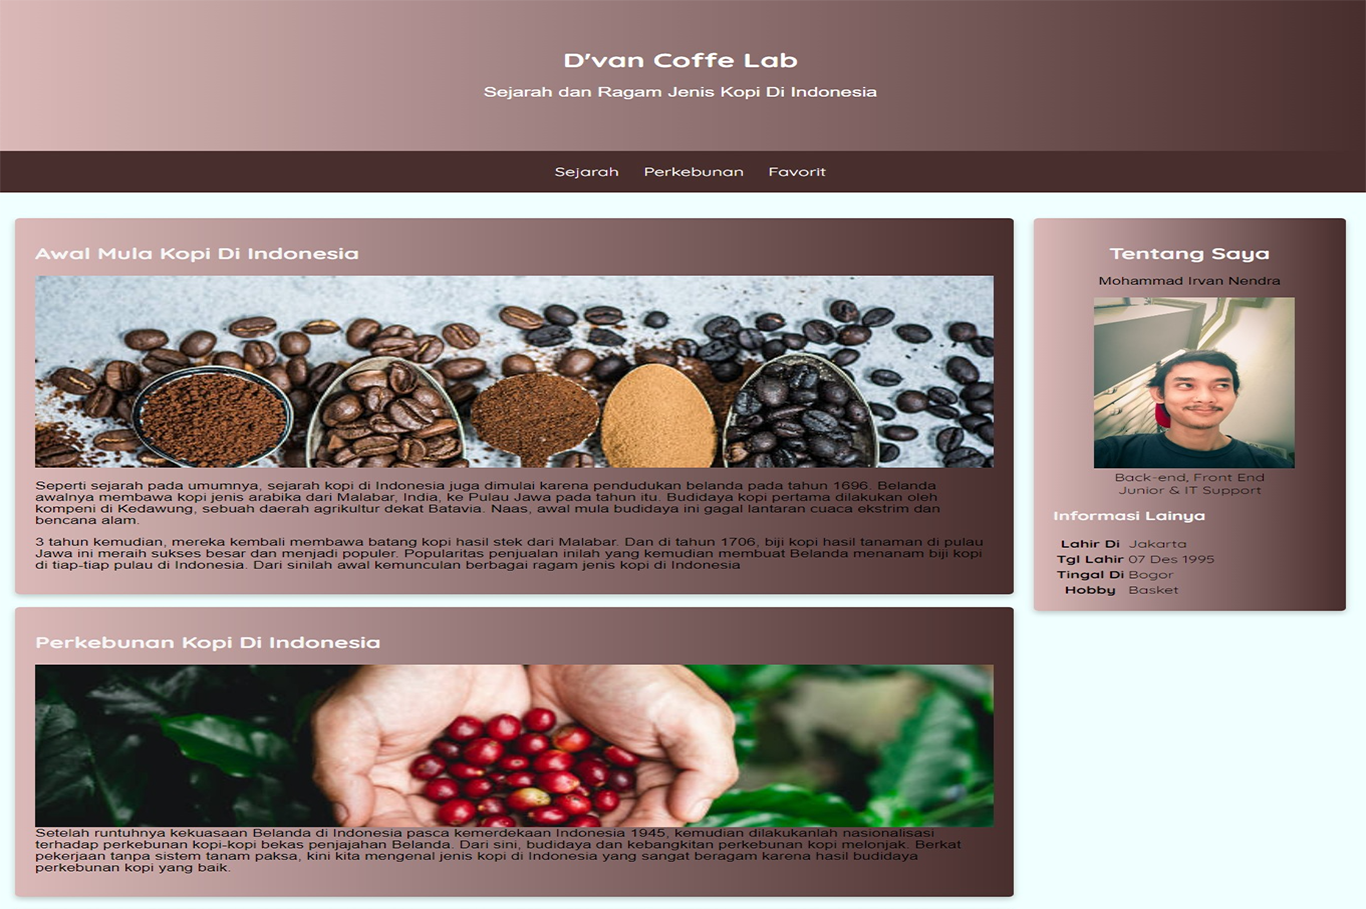 D'van Coffe Lab
Sejarah dan Ragam Jenis Kopi Di Indonesia
Sejarah Perkebunan Favorit
Awal Mula Kopi Di Indonesia
Seperti sejarah pada umumnya, sejarah kopi di Indonesia juga dimulai karena pendudukan belanda pada tahun 1696. Belanda
awalnya membawa kopi jenis arabika dari Malabar, India, ke Pulau Jawa pada tahun itu. Budidaya kopi pertama dilakukan oleh
kompeni di Kedawung, sebuah daerah agrikultur dekat Batavia. Naas, awal mula budidaya ini gagal lantaran cuaca ekstrim dan
bencana alam.
3 tahun kemudian, mereka kembali membawa batang kopi hasil stek dari Malabar. Dan di tahun 1706, biji kopi hasil tanaman di pulau
Jawa ini meraih sukses besar dan menjadi populer. Popularitas penjualan inilah yang kemudian membuat Belanda menanam biji kopi
di tiap-tiap pulau di Indonesia. Dari sinilah awal kemunculan berbagai ragam jenis kopi di Indonesia
Perkebunan Kopi Di Indonesia
Setelah runtuhnya kekuasaan Belanda di Indonesia pasca kemerdekaan Indonesia 1945, kemudian dilakukanlah nasionalisasi
terhadap perkebunan kopi-kopi bekas penjajahan Belanda. Dari sini, budidaya dan kebangkitan perkebunan kopi melonjak. Berkat
pekerjaan tanpa sistem tanam paksa, kini kita mengenal jenis kopi di Indonesia yang sangat beragam karena hasil budidaya
perkebunan kopi yang baik.
Tentang Saya
Mohammad Irvan Nendra
Back-end, Front End
Junior & IT Support
Informasi Lainya
Lahir Di Jakarta
Tgl Lahir 07 Des 1995
Tingal Di Bogor
Hobby Basket